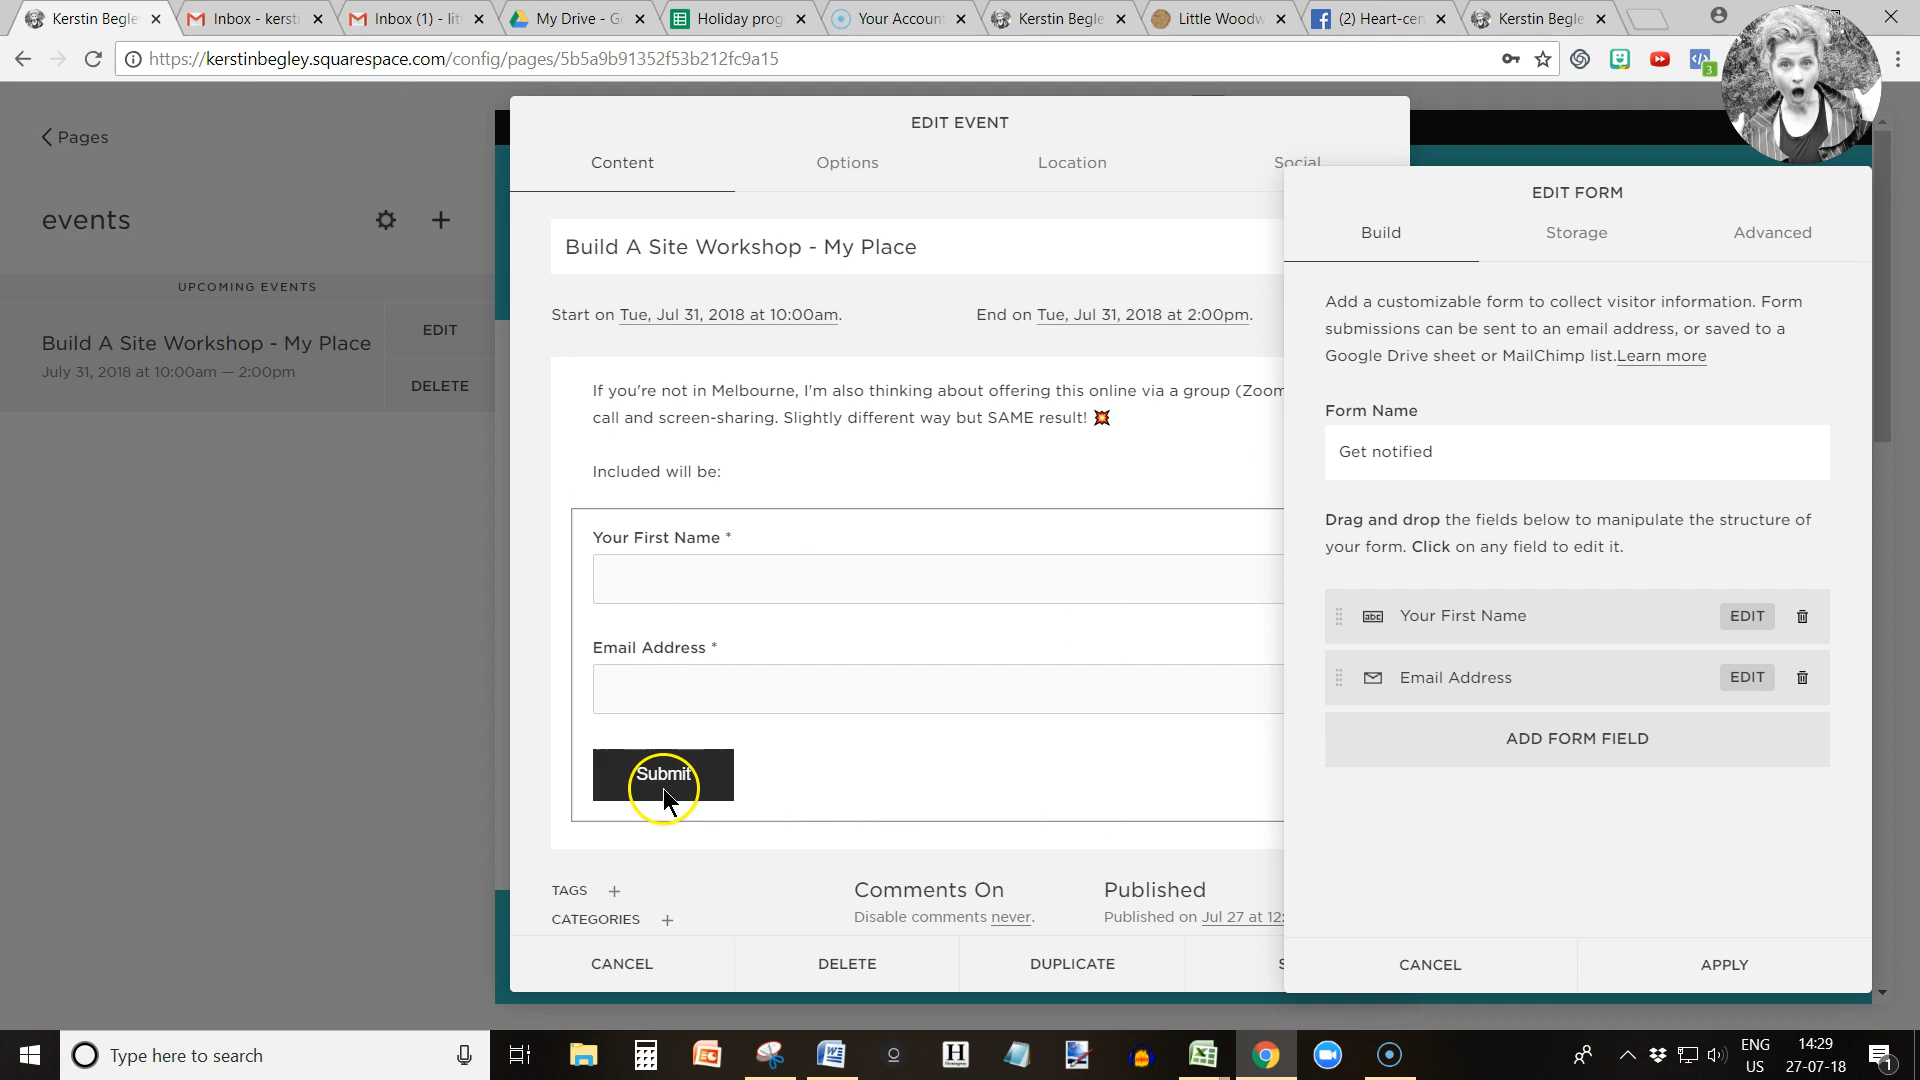 Kerstin Begle
Inbox - kersti
Inbox (1) - lit
My Drive - G
Holiday prog
Your Account
Kerstin Begle
Little Woodw
(2) Heart-cen
Kerstin Begle
https://kerstinbegley.squarespace.com/config/pages/5b5a9b91352f53b212fc9a15
3
Pages
events
UPCOMING EVENTS
Build A Site Workshop - My Place
July 31, 2018 at 10:00am — 2:00pm
EDIT
DELETE
EDIT EVENT
Content
Options
Location
Social
Build A Site Workshop - My Place
Start on Tue, Jul 31, 2018 at 10:00am.
End on Tue, Jul 31, 2018 at 2:00pm.
If you're not in Melbourne, I'm also thinking about offering this online via a group (Zoom
call and screen-sharing. Slightly different way but SAME result! 💥
Included will be:
Your First Name *
Email Address *
Submit
TAGS +
CATEGORIES +
Comments On
Disable comments never.
Published
Published on Jul 27 at 12:
CANCEL
DELETE
DUPLICATE
EDIT FORM
Build
Storage
Advanced
Add a customizable form to collect visitor information. Form
submissions can be sent to an email address, or saved to a
Google Drive sheet or MailChimp list.Learn more
Form Name
Get notified
Drag and drop the fields below to manipulate the structure of
your form. Click on any field to edit it.
abc Your First Name EDIT
Email Address EDIT
ADD FORM FIELD
CANCEL
APPLY
Type here to search
ENG
US
14:29
27-07-18
1